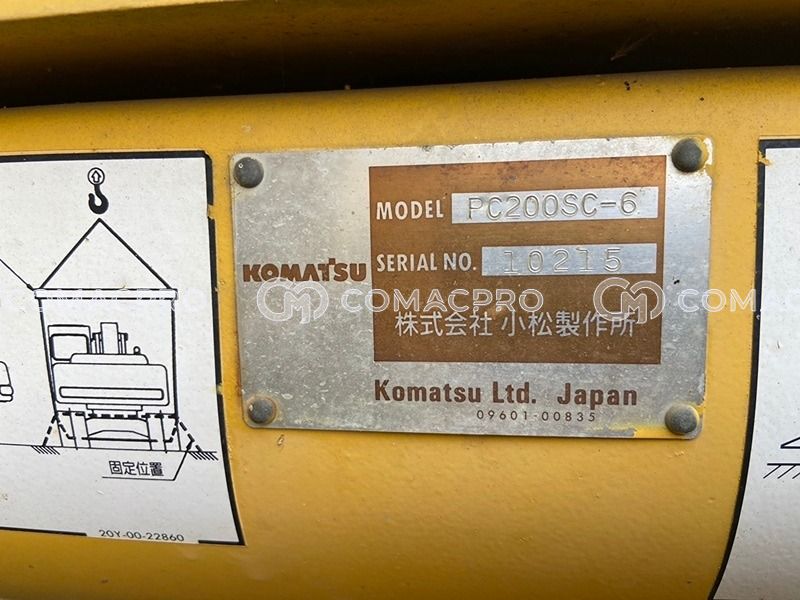 MODEL PC200SC-6
SERIAL NO. 10215
KOMATSU
COMACPRO
COMAC
株式会社 小松製作所
Komatsu Ltd. Japan
09601-00835
固定位置
20Y-00-22860